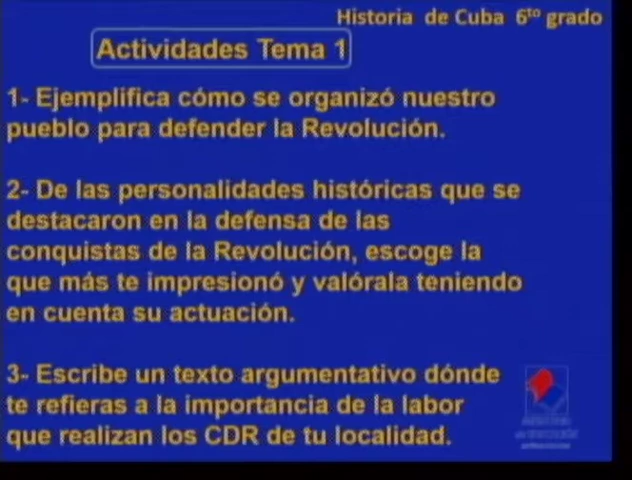 Historia de Cuba 6to grado
Actividades Tema 1
1- Ejemplifica cómo se organizó nuestro
pueblo para defender la Revolución.
2- De las personalidades históricas que se
destacaron en la defensa de las
conquistas de la Revolución, escoge la
que más te impresionó y valórala teniendo
en cuenta su actuación.
3- Escribe un texto argumentativo dónde
te refieras a la importancia de la labor
que realizan los CDR de tu localidad.